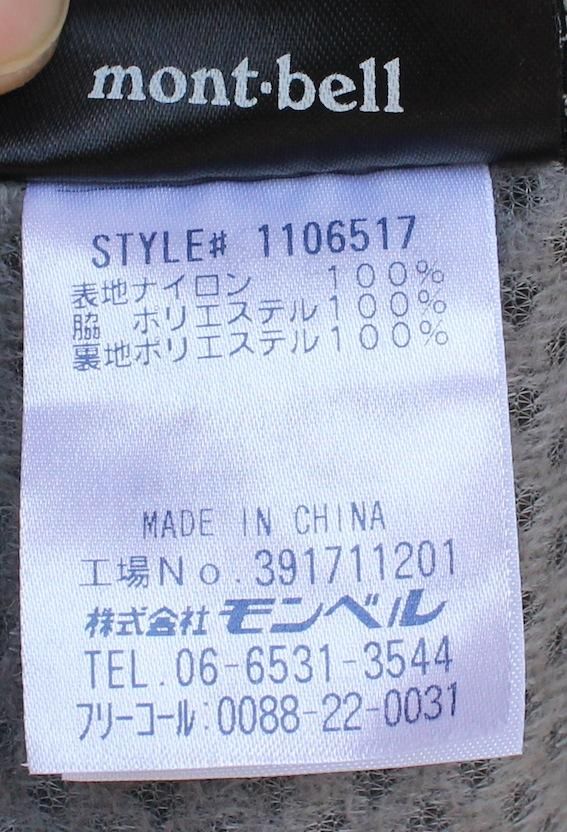 mont·bell
STYLE# 1106517
表地ナイロン　　１００％
脇　ポリエステル１００％
裏地ポリエステル１００％
MADE IN CHINA
工場Ｎｏ.391711201
株式会社 モンベル
TEL.06-6531-3544
フリーコール:0088-22-0031